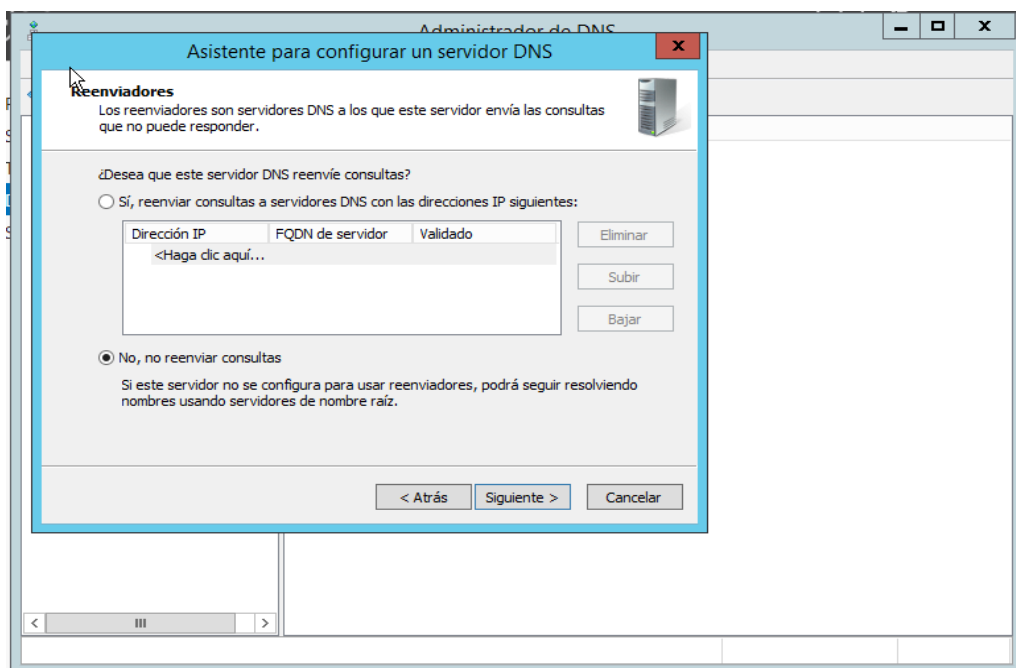 Administrador de DNS
Asistente para configurar un servidor DNS
Reenviadores
Los reenviadores son servidores DNS a los que este servidor envía las consultas
que no puede responder.
¿Desea que este servidor DNS reenvíe consultas?
Sí, reenviar consultas a servidores DNS con las direcciones IP siguientes:
Dirección IP FQDN de servidor Validado
<Haga clic aquí...
Eliminar
Subir
Bajar
No, no reenviar consultas
Si este servidor no se configura para usar reenviadores, podrá seguir resolviendo
nombres usando servidores de nombre raíz.
< Atrás Siguiente > Cancelar